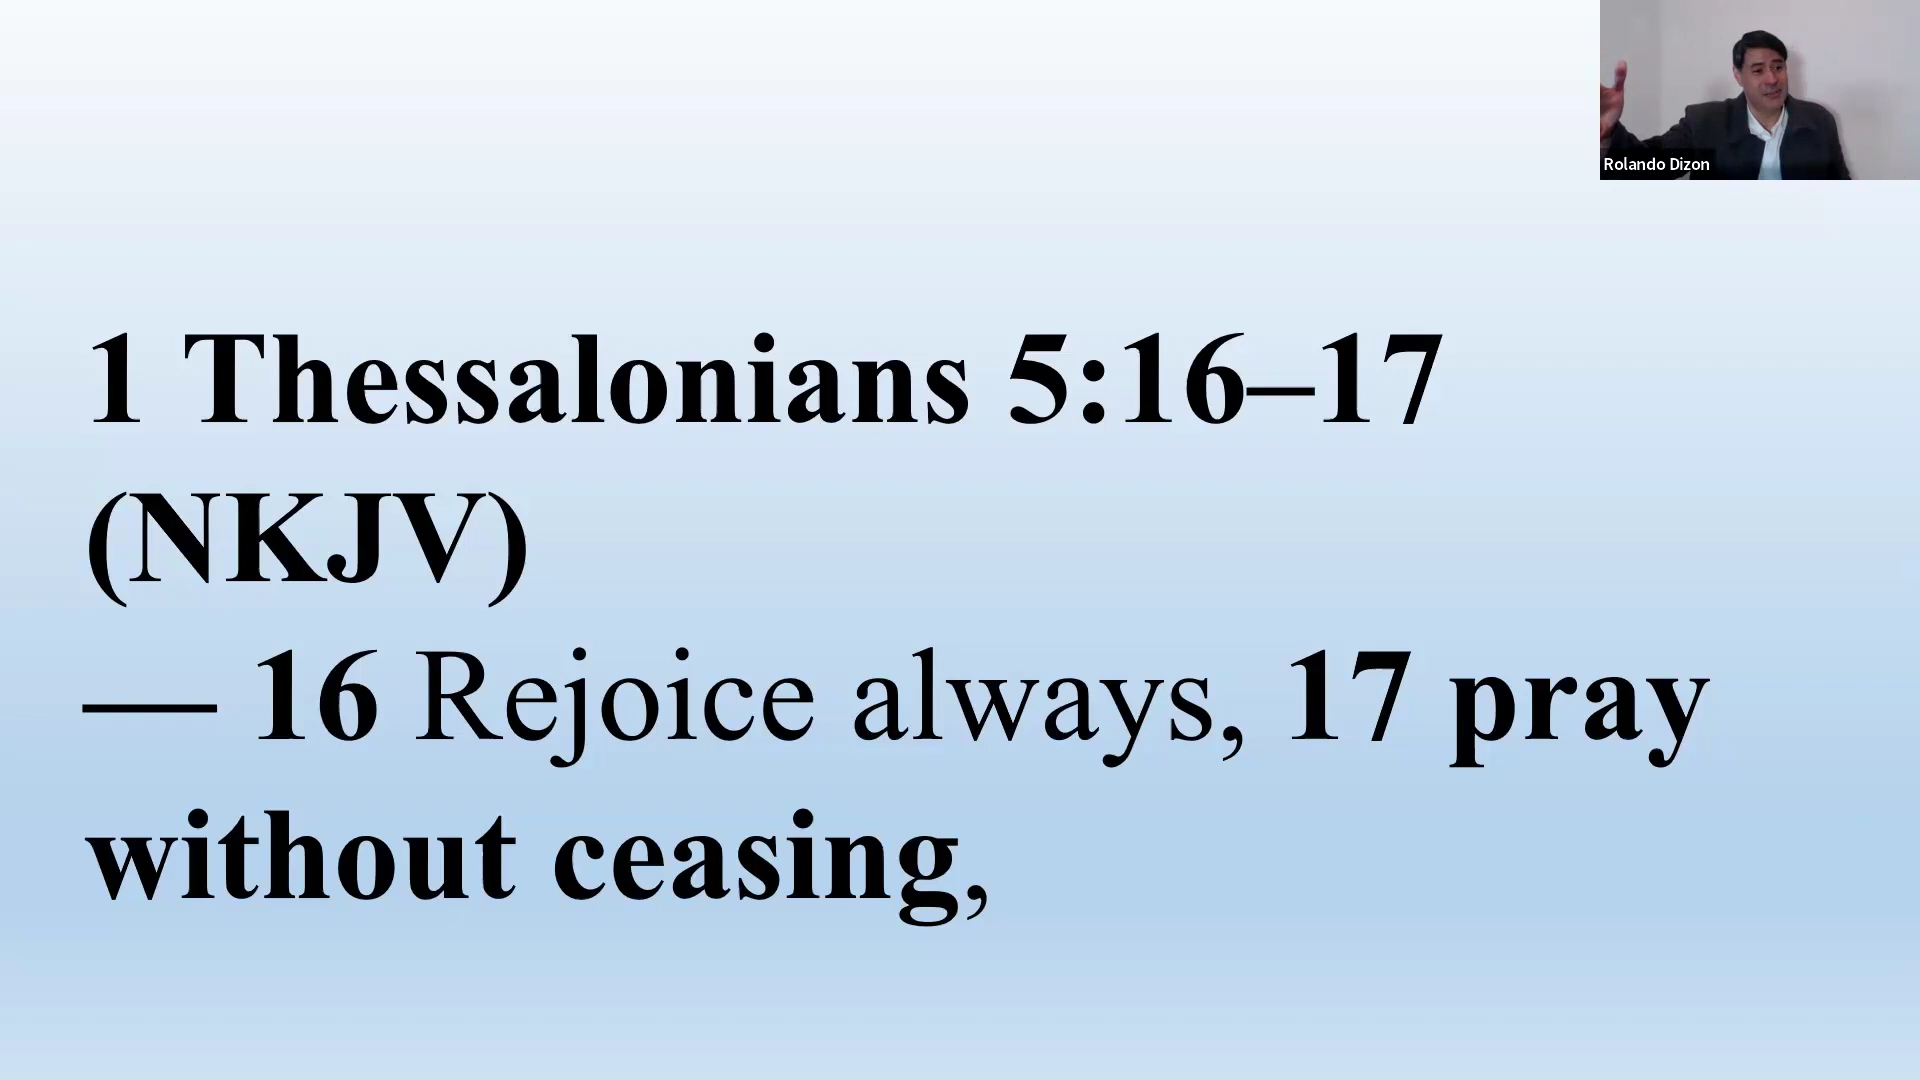 Rolando Dizon
1 Thessalonians 5:16–17
(NKJV)
— 16 Rejoice always, 17 pray
without ceasing,